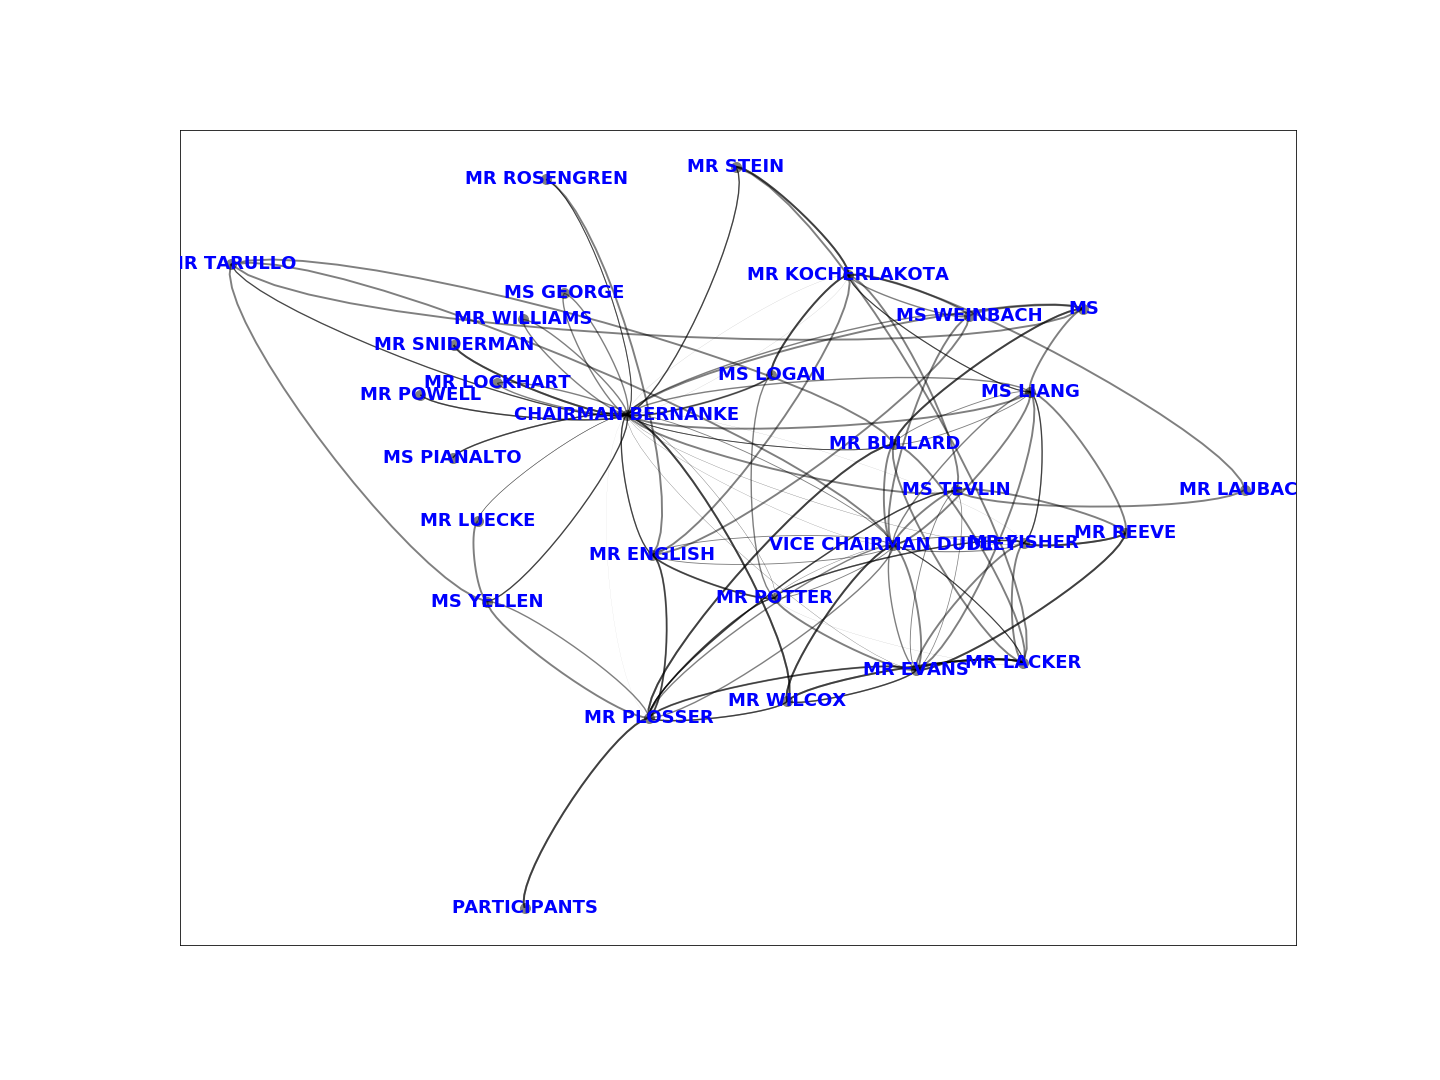 MR STEIN
MR ROSENGREN
IR TARULLO
MR KOCHERLAKOTA
MS GEORGE
MS
MS WEINBACH
MR WILLIAMS
MR SNIDERMAN
MS LOGAN
MR LOCKHART
MS LIANG
MR POWELL
CHAIRMAN BERNANKE
MR BULLARD
MS PIANALTO
MS TEVLIN
MR LAUBAC
MR LUECKE
MR REEVE
VICE CHAIRMAN DUDLEY
MR FISHER
MR ENGLISH
MR POTTER
MS YELLEN
MR LACKER
MR EVANS
MR WILCOX
MR PLOSSER
PARTICIPANTS